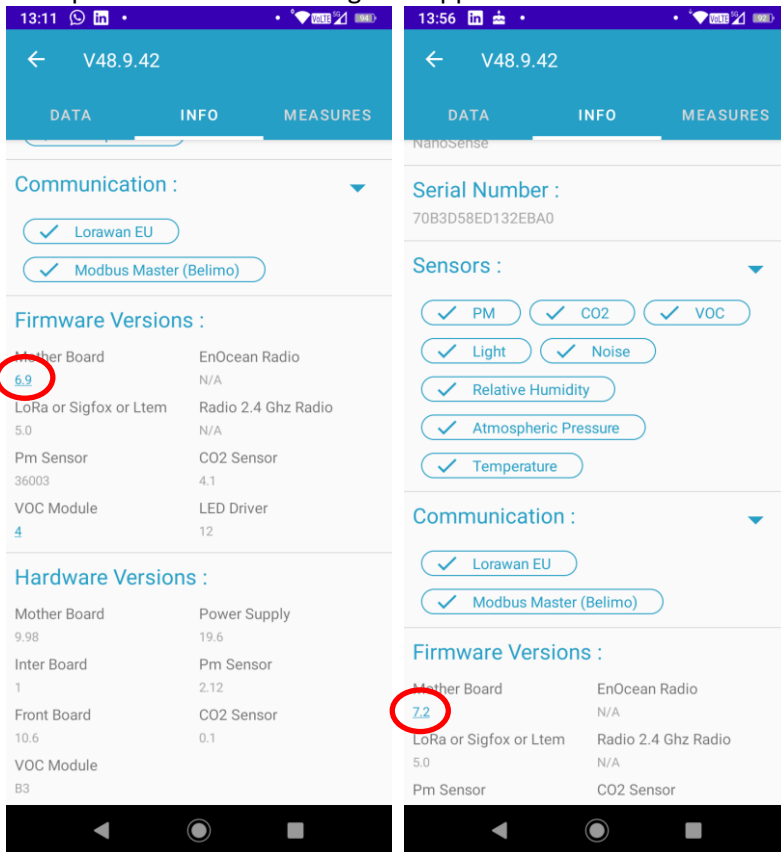 13:11
VoLTE 5G 94
V48.9.42
DATA INFO MEASURES
Communication :
Lorawan EU
Modbus Master (Belimo)
Firmware Versions :
Mother Board EnOcean Radio
6.9 N/A
LoRa or Sigfox or Ltem Radio 2.4 Ghz Radio
5.0 N/A
Pm Sensor CO2 Sensor
36003 4.1
VOC Module LED Driver
4 12
Hardware Versions :
Mother Board Power Supply
9.98 19.6
Inter Board Pm Sensor
1 2.12
Front Board CO2 Sensor
10.6 0.1
VOC Module
B3
13:56
VoLTE 5G 92
V48.9.42
DATA INFO MEASURES
NanoSense
Serial Number :
70B3D58ED132EBA0
Sensors :
PM CO2 VOC
Light Noise
Relative Humidity
Atmospheric Pressure
Temperature
Communication :
Lorawan EU
Modbus Master (Belimo)
Firmware Versions :
Mother Board EnOcean Radio
7.2 N/A
LoRa or Sigfox or Ltem Radio 2.4 Ghz Radio
5.0 N/A
Pm Sensor CO2 Sensor